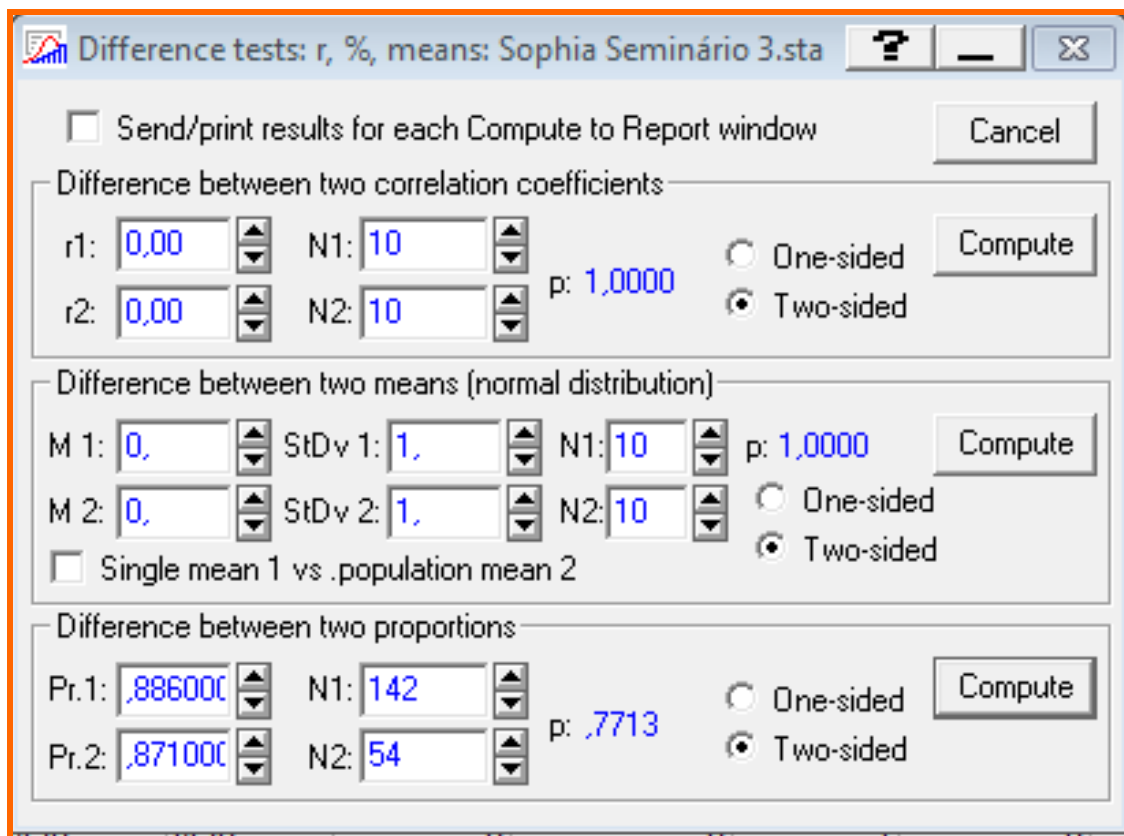 Difference tests: r, %, means: Sophia Seminário 3.sta ?
Send/print results for each Compute to Report window Cancel
Difference between two correlation coefficients
r1: 0,00 N1: 10 One-sided Compute
p: 1,0000
r2: 0,00 N2: 10 Two-sided
Difference between two means (normal distribution)
M 1: 0, StDv 1: 1, N1: 10 p: 1,0000 Compute
M 2: 0, StDv 2: 1, N2: 10 One-sided
Single mean 1 vs .population mean 2 Two-sided
Difference between two proportions
Pr.1: ,886000 N1: 142 One-sided Compute
p: ,7713
Pr.2: ,871000 N2: 54 Two-sided